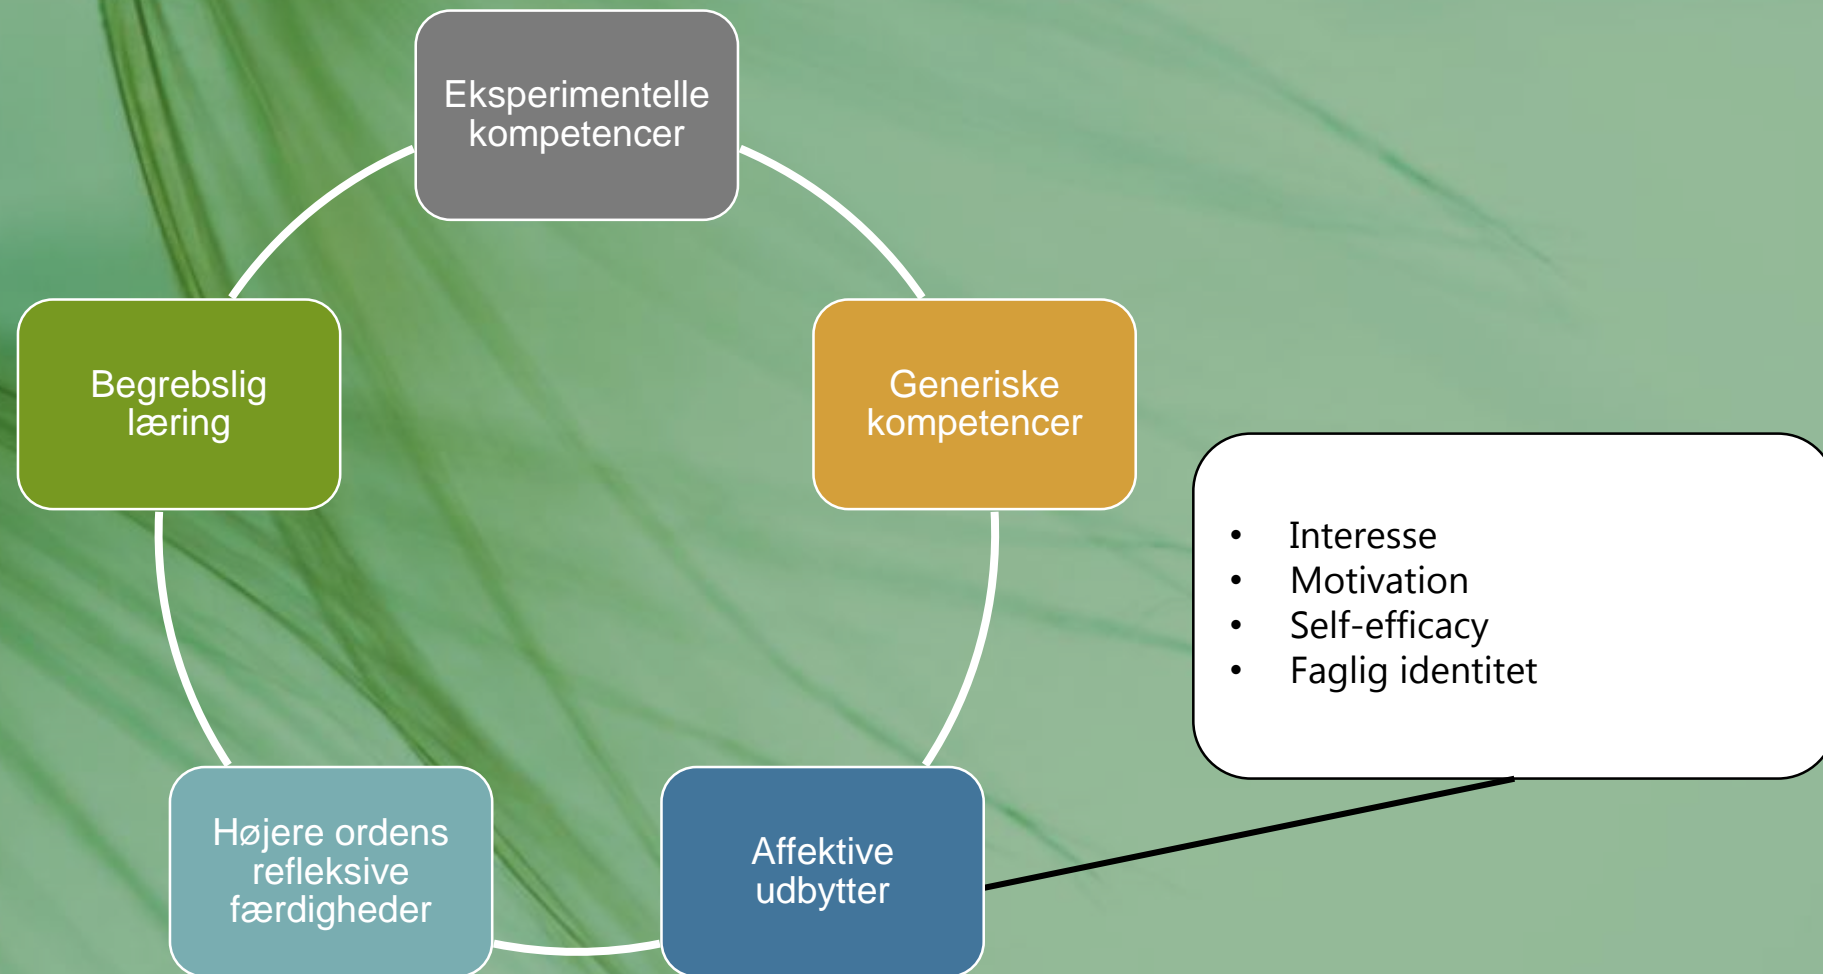 Eksperimentelle
kompetencer
Begrebslig
læring
Generiske
kompetencer
• Interesse
• Motivation
• Self-efficacy
• Faglig identitet
Højere ordens
refleksive
færdigheder
Affektive
udbytter